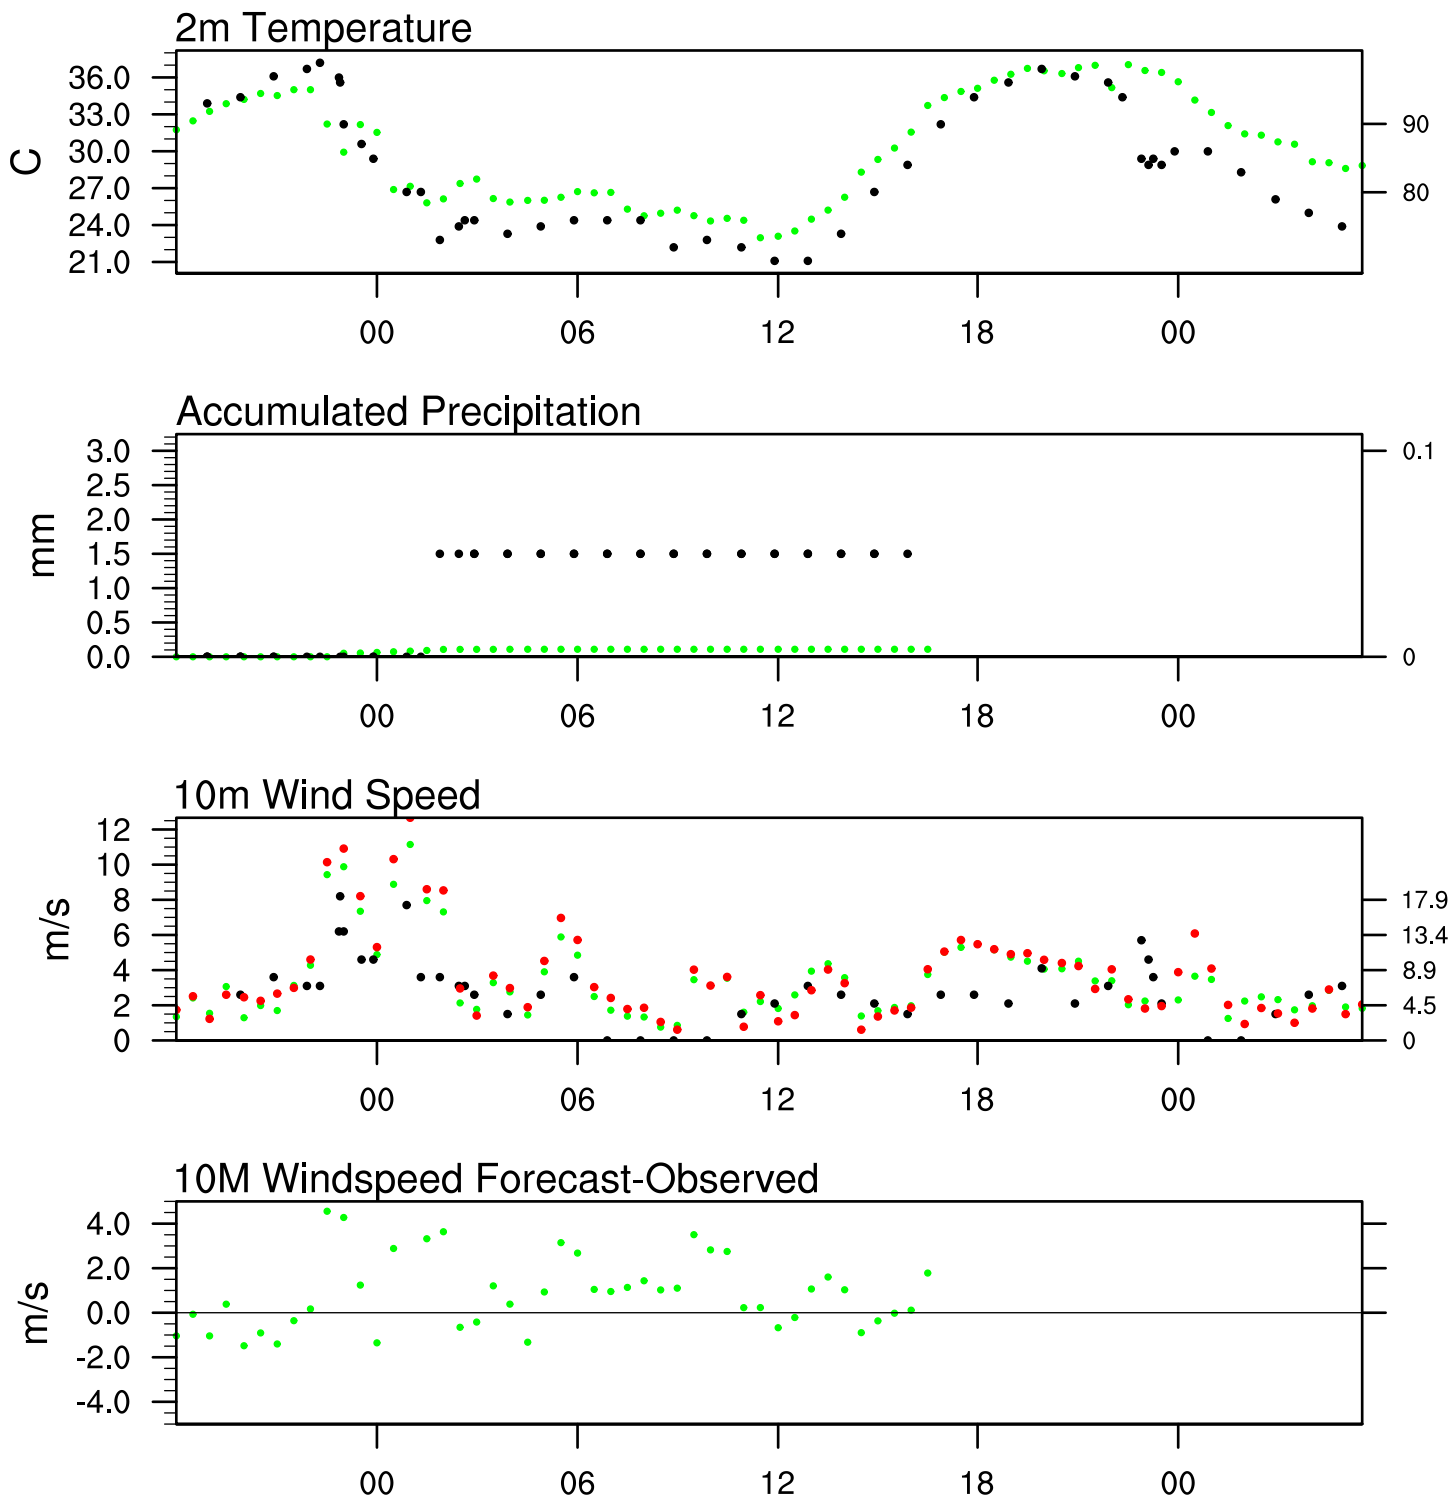 2m Temperature
36.0
33.0
30.0
27.0
24.0
21.0
C
90
80
00 06 12 18 00
Accumulated Precipitation
3.0
2.5
2.0
1.5
1.0
0.5
0.0
mm
0.1
0
00 06 12 18 00
10m Wind Speed
12
10
8
6
4
2
0
m/s
17.9
13.4
8.9
4.5
0
00 06 12 18 00
10M Windspeed Forecast-Observed
4.0
2.0
0.0
-2.0
-4.0
m/s
00 06 12 18 00